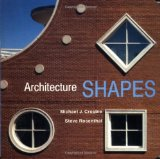 Architecture SHAPES
Michael J. Crosbie
Steve Rosenthal